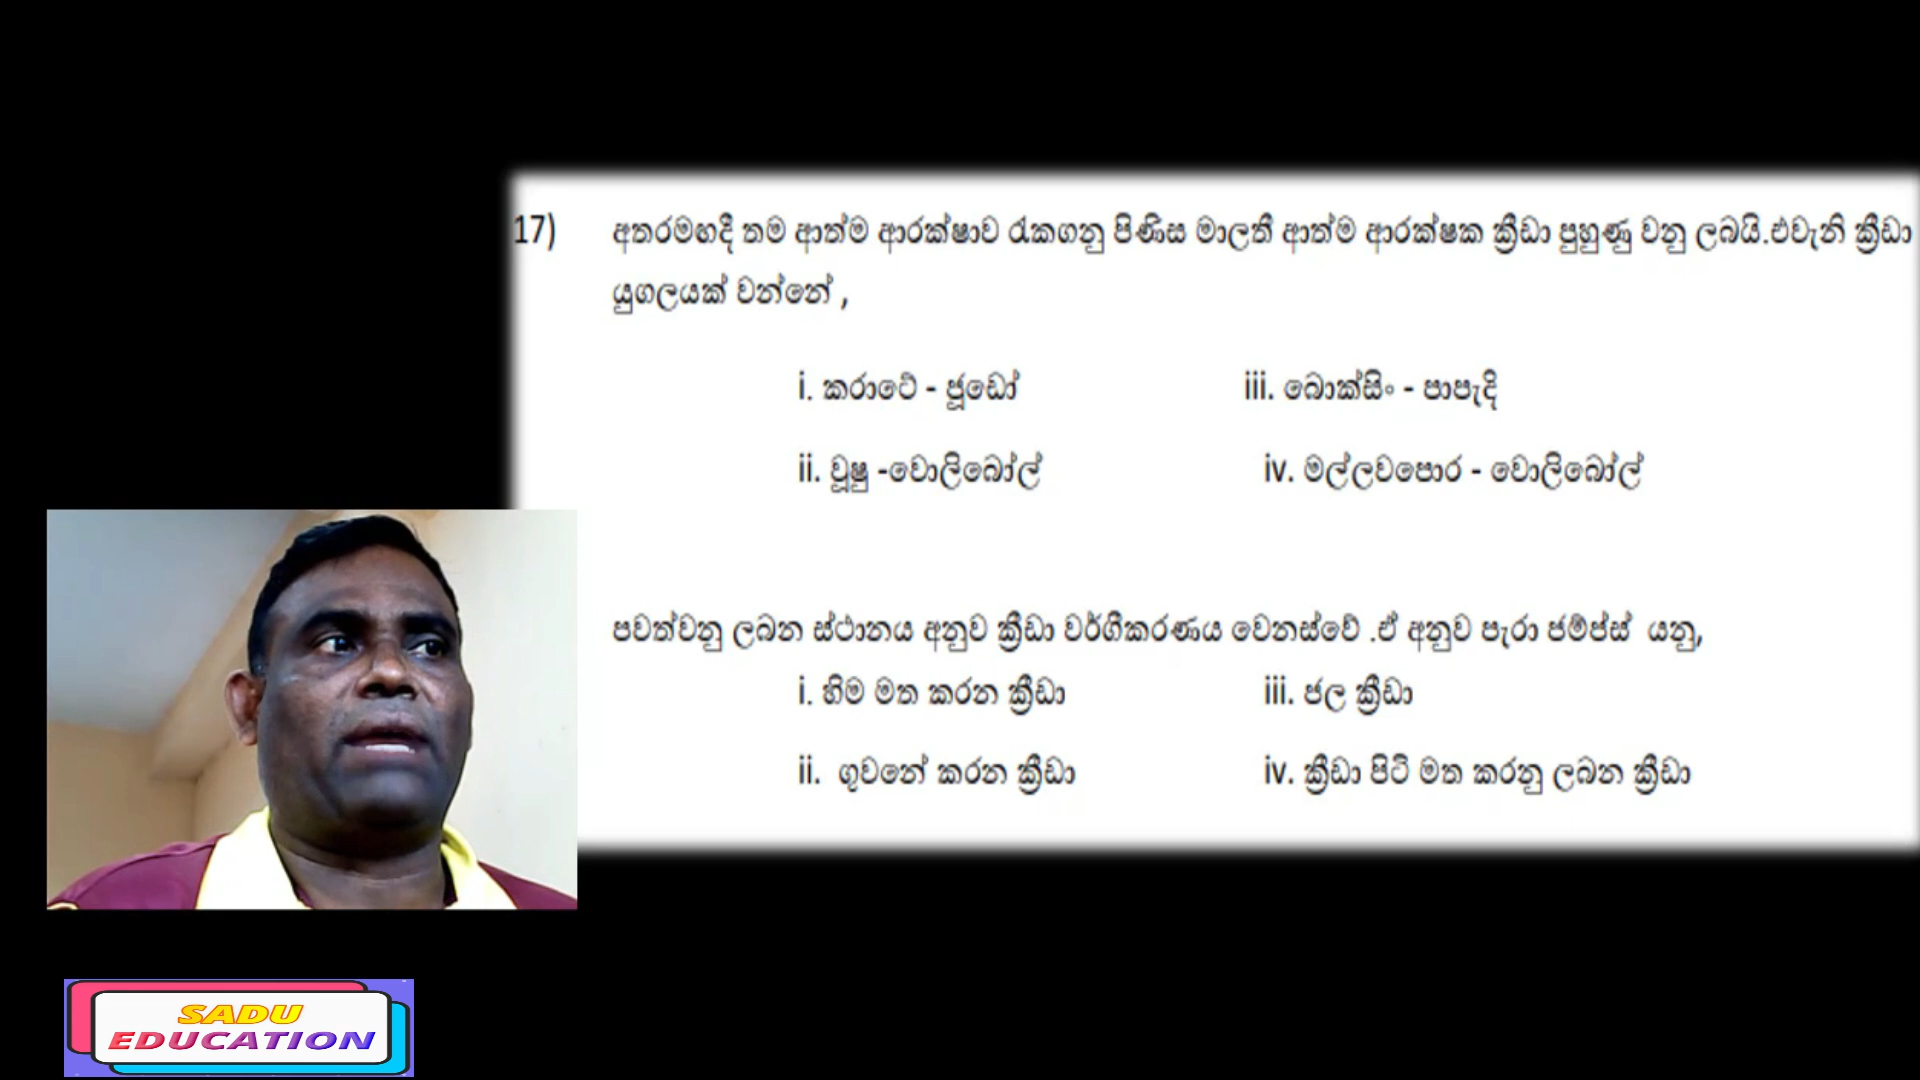 17) අතරමඟදී තම ආත්ම ආරක්ෂාව රැකගනු පිණිස මාලතී ආත්ම ආරක්ෂක ක්‍රීඩා පුහුණු වනු ලබයි.එවැනි ක්‍රීඩා
යුගලයක් වන්නේ ,
i. කරාටේ - ජූඩෝ
iii. බොක්සිං - පාපැදි
ii. වූෂු -වොලිබෝල්
iv. මල්ලවපොර - වොලිබෝල්
පවත්වනු ලබන ස්ථානය අනුව ක්‍රීඩා වර්ගීකරණය වෙනස්වේ .ඒ අනුව පැරා ජම්ප්ස් යනු,
i. හිම මත කරන ක්‍රීඩා
iii. ජල ක්‍රීඩා
ii. ගුවනේ කරන ක්‍රීඩා
iv. ක්‍රීඩා පිටි මත කරනු ලබන ක්‍රීඩා
SADU
EDUCATION